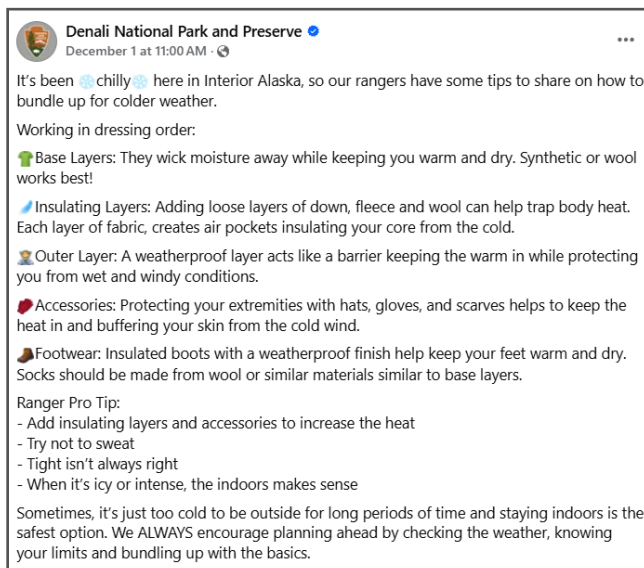 Denali National Park and Preserve
December 1 at 11:00 AM ·
It's been ❄️chilly❄️ here in Interior Alaska, so our rangers have some tips to share on how to
bundle up for colder weather.
Working in dressing order:
Base Layers: They wick moisture away while keeping you warm and dry. Synthetic or wool
works best!
Insulating Layers: Adding loose layers of down, fleece and wool can help trap body heat.
Each layer of fabric, creates air pockets insulating your core from the cold.
Outer Layer: A weatherproof layer acts like a barrier keeping the warm in while protecting
you from wet and windy conditions.
Accessories: Protecting your extremities with hats, gloves, and scarves helps to keep the
heat in and buffering your skin from the cold wind.
Footwear: Insulated boots with a weatherproof finish help keep your feet warm and dry.
Socks should be made from wool or similar materials similar to base layers.
Ranger Pro Tip:
- Add insulating layers and accessories to increase the heat
- Try not to sweat
- Tight isn't always right
- When it's icy or intense, the indoors makes sense
Sometimes, it's just too cold to be outside for long periods of time and staying indoors is the
safest option. We ALWAYS encourage planning ahead by checking the weather, knowing
your limits and bundling up with the basics.